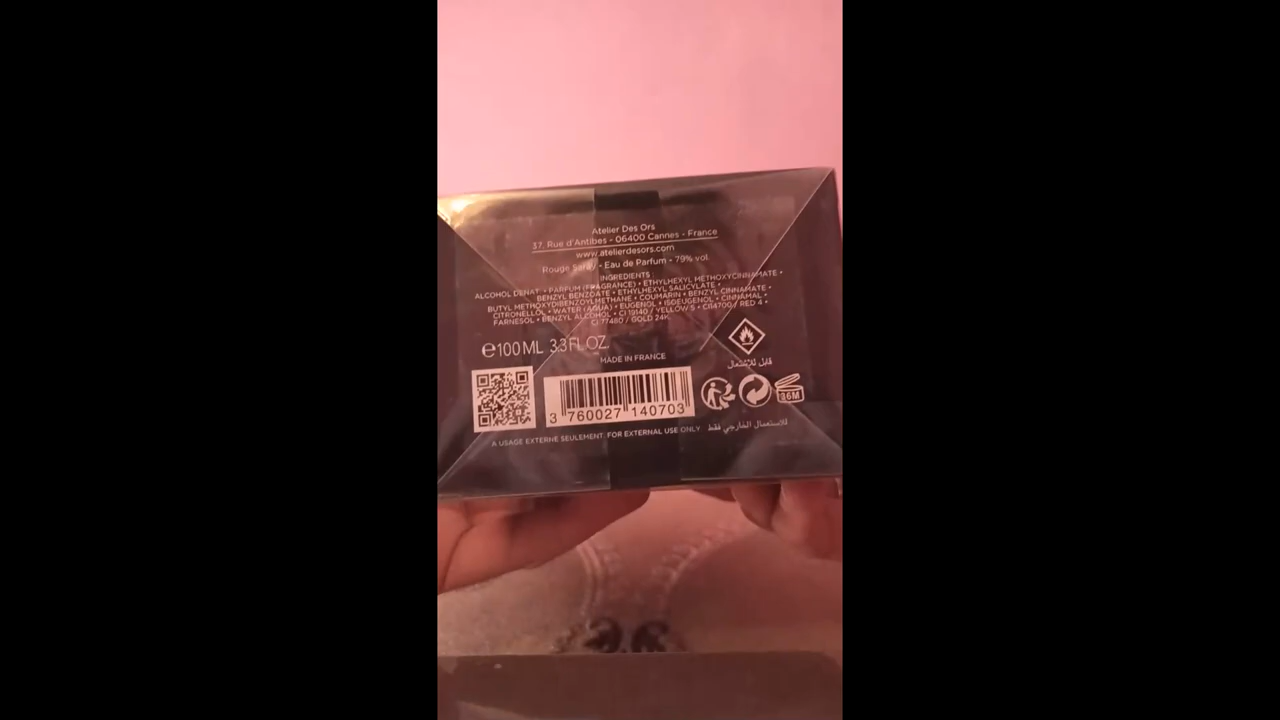 Atelier Des Ors
37, Rue d'Antibes - 06400 Cannes - France
www.atelierdesors.com
Rouge Saray - Eau de Parfum - 79% vol
INGREDIENTS
ALCOHOL DENAT. • PARFUM (FRAGRANCE) • ETHYLHEXYL METHOXYCINNAMATE •
BENZYL BENZOATE • ETHYLHEXYL SALICYLATE •
BUTYL METHOXYDIBENZOYLMETHANE • COUMARIN • BENZYL CINNAMATE •
CITRONELLOL • WATER (AQUA) • EUGENOL • ISOEUGENOL • CINNAMAL •
FARNESOL • BENZYL ALCOHOL • CI 19140 / YELLOW 5 • CI14700 / RED 4 •
CI 77480 / GOLD 24K.
℮100 ML 3.3 FL OZ.
MADE IN FRANCE
قابل للاشتعال
36M
3 760027 140703
A USAGE EXTERNE SEULEMENT. FOR EXTERNAL USE ONLY للاستعمال الخارجي فقط